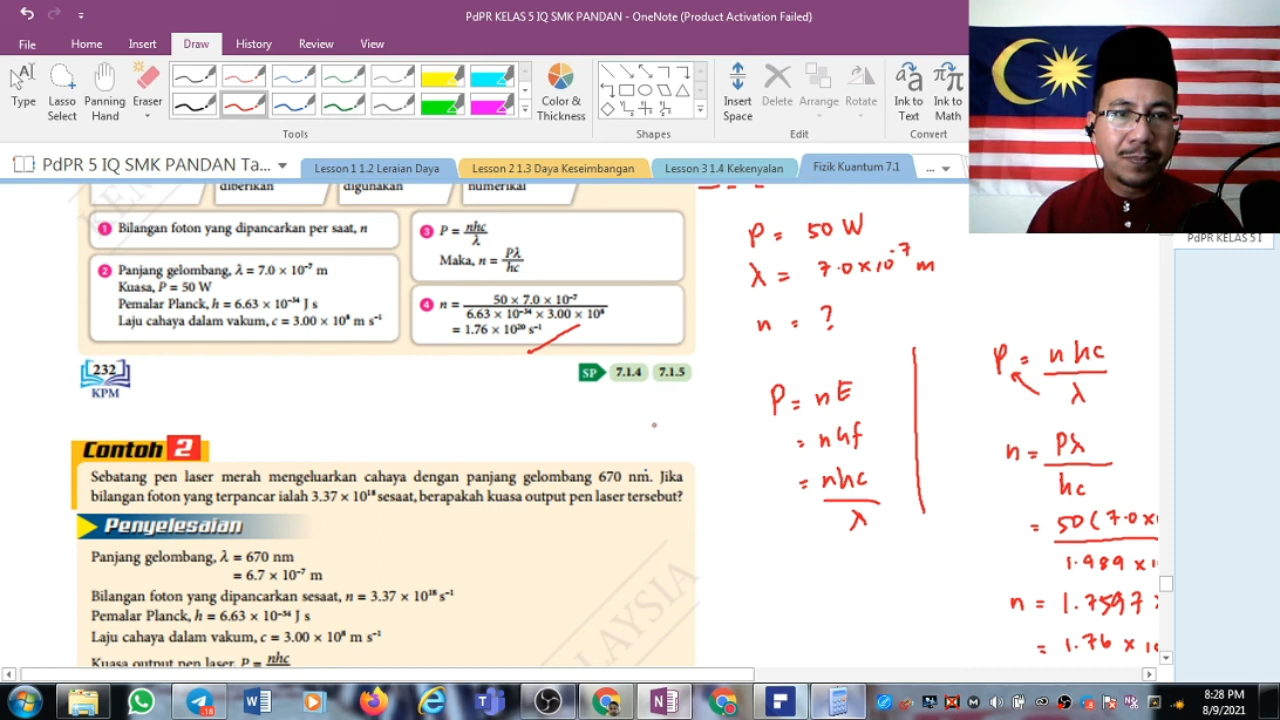 PdPR KELAS 5 IQ SMK PANDAN - OneNote (Product Activation Failed)
File Home Insert Draw History Review View
Type
Lasso Select
Panning Hand
Eraser
Color & Thickness
Insert Space
Delete
Arrange
Rotate
Ink to Text
Ink to Math
Tools
Shapes
Edit
Convert
PdPR 5 IQ SMK PANDAN Ta...
Lesson 1 1.2 Leraian Daya
Lesson 2 1.3 Daya Keseimbangan
Lesson 3 1.4 Kekenyalan
Fizik Kuantum 7.1
...
PdPR KELAS 5 I
diberikan
digunakan
numerikal
1 Bilangan foton yang dipancarkan per saat, n
2 Panjang gelombang, λ = 7.0 × 10⁻⁷ m
Kuasa, P = 50 W
Pemalar Planck, h = 6.63 × 10⁻³⁴ J s
Laju cahaya dalam vakum, c = 3.00 × 10⁸ m s⁻¹
3 P = nhc/λ
Maka, n = Pλ/hc
4 n = 50 × 7.0 × 10⁻⁷ / 6.63 × 10⁻³⁴ × 3.00 × 10⁸
= 1.76 × 10²⁰ s⁻¹
232
KPM
SP 7.1.4 7.1.5
Contoh 2
Sebatang pen laser merah mengeluarkan cahaya dengan panjang gelombang 670 nm. Jika
bilangan foton yang terpancar ialah 3.37 × 10¹⁸ sesaat, berapakah kuasa output pen laser tersebut?
Penyelesaian
Panjang gelombang, λ = 670 nm
= 6.7 × 10⁻⁷ m
Bilangan foton yang dipancarkan sesaat, n = 3.37 × 10¹⁸ s⁻¹
Pemalar Planck, h = 6.63 × 10⁻³⁴ J s
Laju cahaya dalam vakum, c = 3.00 × 10⁸ m s⁻¹
Kuasa output pen laser, P = nhc
MALAYSIA
P = 50 W
λ = 7.0 × 10⁻⁷ m
n = ?
P = nE
= nhf
= nhc/λ
P = nhc/λ
n = Pλ/hc
= 50(7.0 ×
1.989 × 1
n = 1.7597 ×
= 1.76 × 10
8:28 PM
8/9/2021